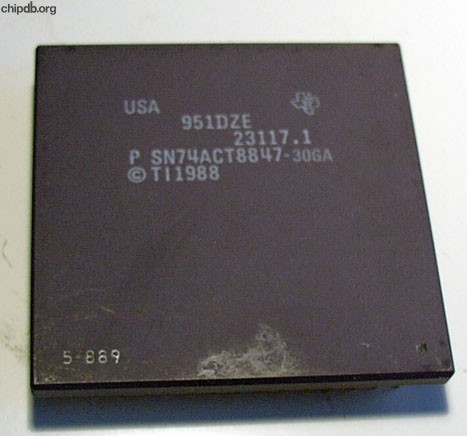 chipdb.org
USA
951DZE
23117.1
P SN74ACT8847-30GA
© TI1988
5-889